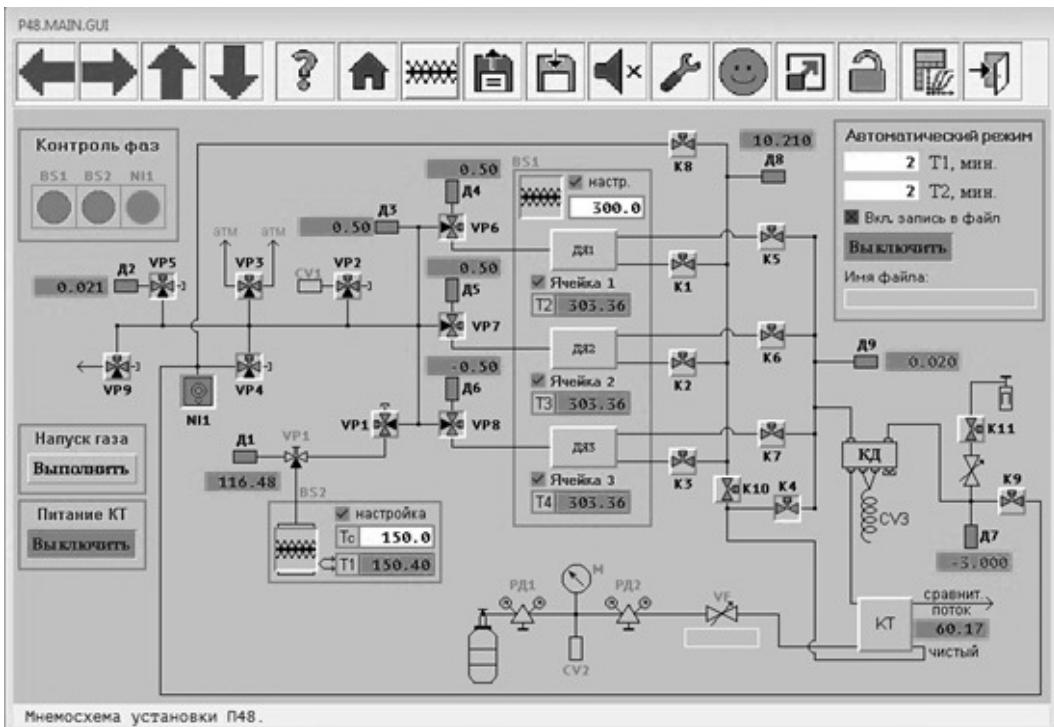 P48.MAIN.GUI
Контроль фаз
BS1 BS2 NI1
K8
10.210
Д8
Автоматический режим
2 T1, мин.
2 T2, мин.
Вкл. запись в файл
Выключить
Имя файла:
0.50
Д4
VP6
BS1
настр.
300.0
0.50
Д3
атм атм
VP5
VP3
VP2
CV1
Д2
0.021
0.50
Д5
VP7
ДЯ1
K5
K1
Ячейка 1
T2 303.36
ДЯ2
K6
K2
Ячейка 2
T3 303.36
Д9
0.020
-0.50
Д6
VP8
VP9
NI1
VP4
VP1
ДЯ3
K7
K3
Ячейка 3
T4 303.36
K10 K4
K11
КД
CV3
K9
Д7
-3.000
Напуск газа
Выполнить
Питание КТ
Выключить
Д1
VP1
116.48
BS2
настройка
Tc 150.0
T1 150.40
РД1
M
РД2
VF
CV2
сравнит.
поток
КТ
60.17
чистый
Мнемосхема установки П48.